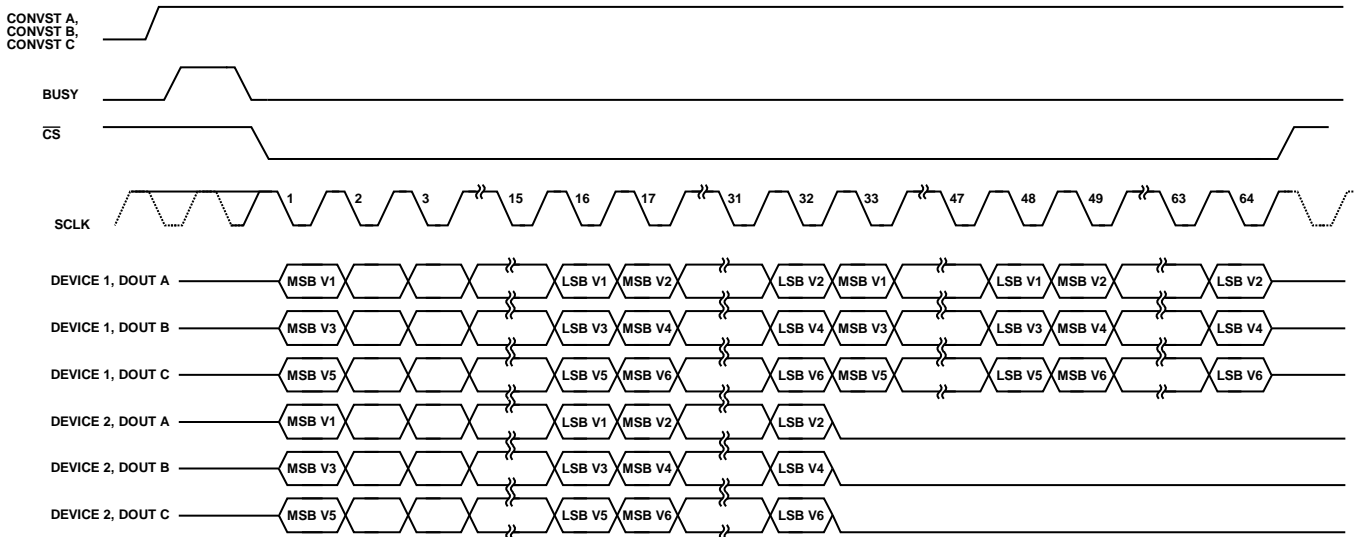 CONVST A,
CONVST B,
CONVST C
BUSY
CS
SCLK
1 2 3 15 16 17 31 32 33 47 48 49 63 64
DEVICE 1, DOUT A MSB V1 LSB V1 MSB V2 LSB V2 MSB V1 LSB V1 MSB V2 LSB V2
DEVICE 1, DOUT B MSB V3 LSB V3 MSB V4 LSB V4 MSB V3 LSB V3 MSB V4 LSB V4
DEVICE 1, DOUT C MSB V5 LSB V5 MSB V6 LSB V6 MSB V5 LSB V5 MSB V6 LSB V6
DEVICE 2, DOUT A MSB V1 LSB V1 MSB V2 LSB V2
DEVICE 2, DOUT B MSB V3 LSB V3 MSB V4 LSB V4
DEVICE 2, DOUT C MSB V5 LSB V5 MSB V6 LSB V6